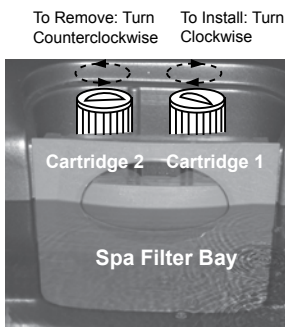 To Remove: Turn
Counterclockwise
To Install: Turn
Clockwise
Cartridge 2
Cartridge 1
Spa Filter Bay